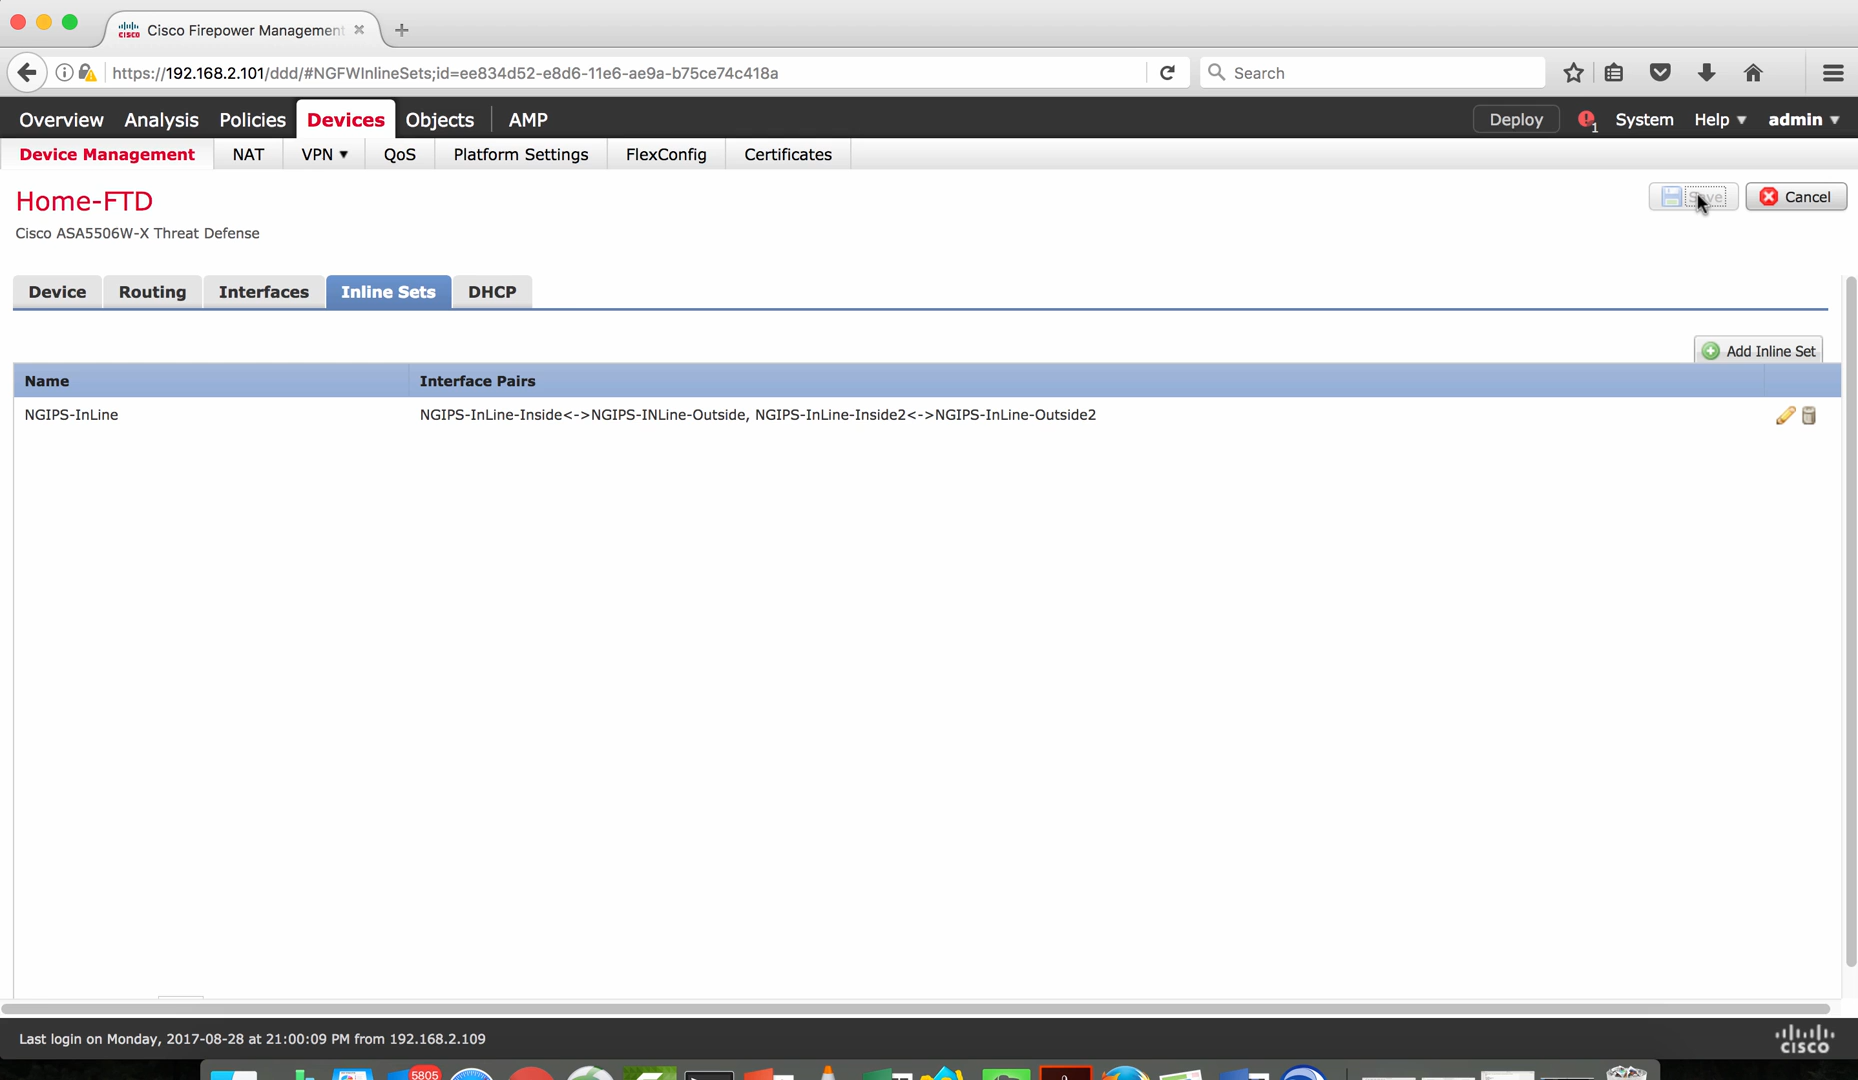 Cisco Firepower Management
https://192.168.2.101/ddd/#NGFWInlineSets;id=ee834d52-e8d6-11e6-ae9a-b75ce74c418a
Search
Overview Analysis Policies Devices Objects AMP
Deploy 1 System Help admin
Device Management NAT VPN QoS Platform Settings FlexConfig Certificates
Home-FTD
Save Cancel
Cisco ASA5506W-X Threat Defense
Device Routing Interfaces Inline Sets DHCP
Add Inline Set
Name Interface Pairs
NGIPS-InLine NGIPS-InLine-Inside<->NGIPS-INLine-Outside, NGIPS-InLine-Inside2<->NGIPS-InLine-Outside2
Last login on Monday, 2017-08-28 at 21:00:09 PM from 192.168.2.109
CISCO
5805